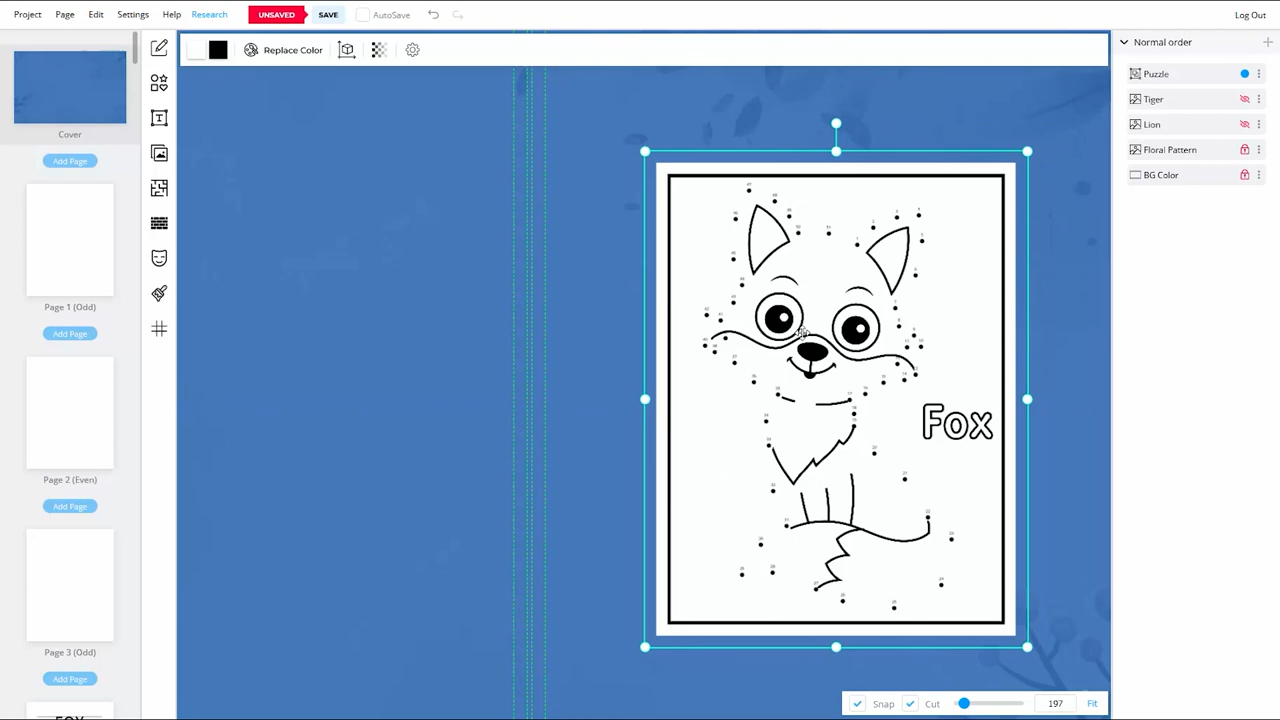 Project Page Edit Settings Help Research UNSAVED SAVE AutoSave Log Out
Replace Color
Normal order
Puzzle
Tiger
Lion
Floral Pattern
BG Color
Cover
Add Page
Page 1 (Odd)
Add Page
Page 2 (Even)
Add Page
Page 3 (Odd)
Add Page
FOX
Fox
Snap Cut 197 Fit